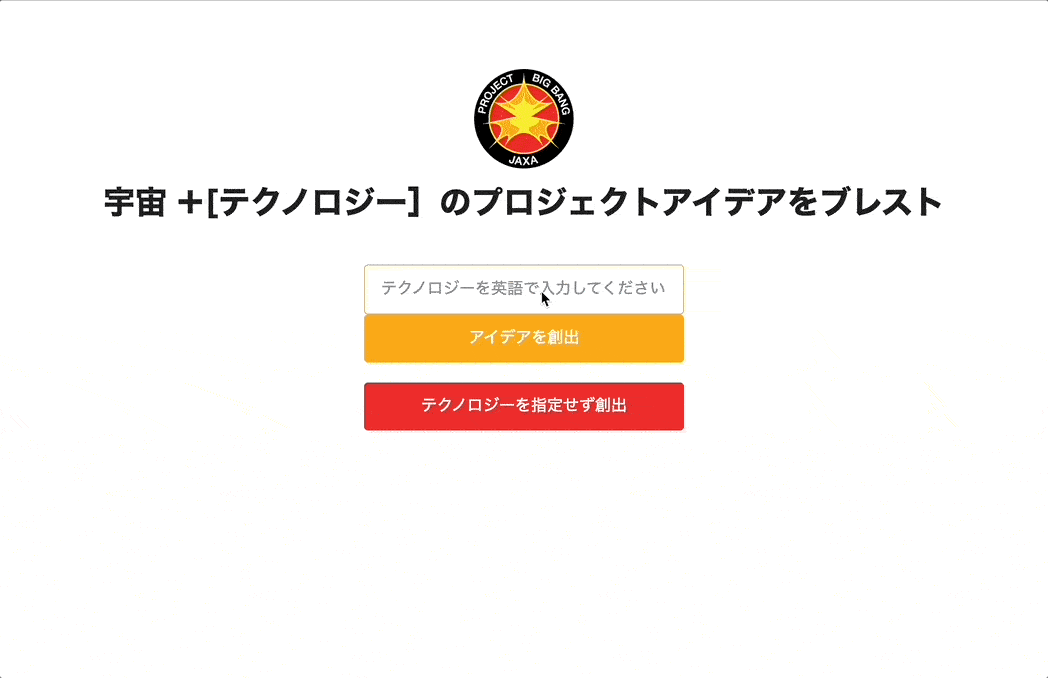 PROJECT BIG BANG
JAXA
宇宙 +[テクノロジー］のプロジェクトアイデアをブレスト
テクノロジーを英語で入力してください
アイデアを創出
テクノロジーを指定せず創出